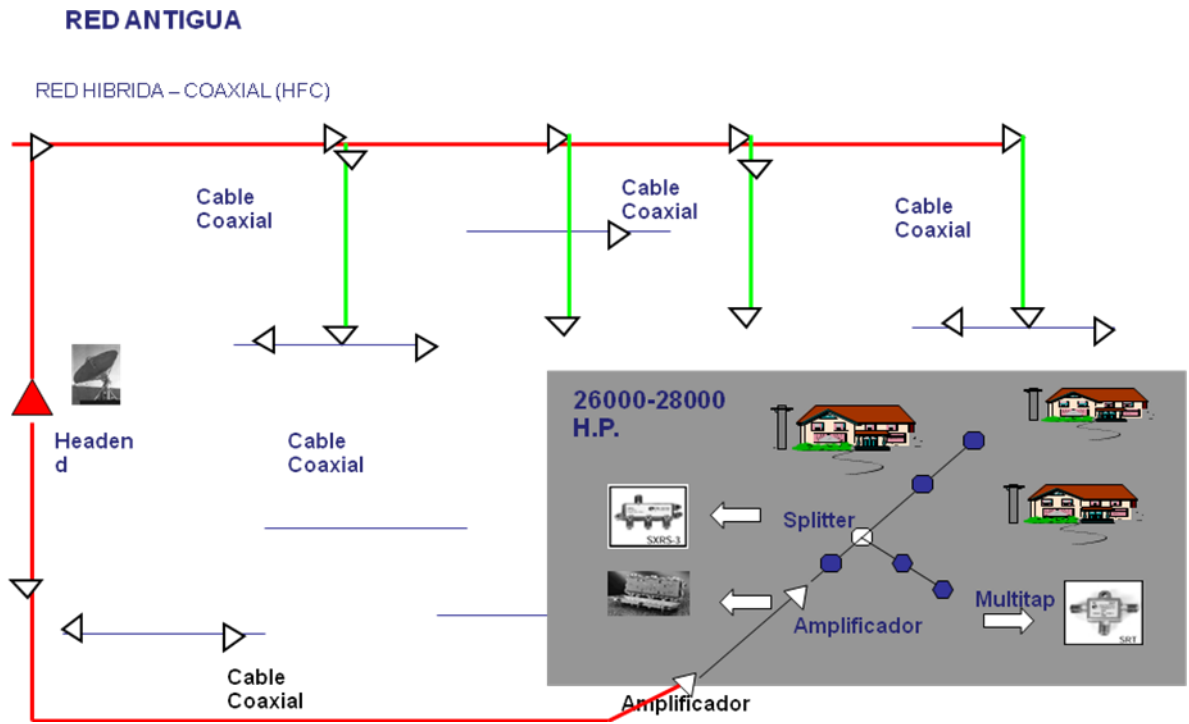 RED ANTIGUA
RED HIBRIDA – COAXIAL (HFC)
Cable
Coaxial
Cable
Coaxial
Cable
Coaxial
Headen
d
Cable
Coaxial
26000-28000
H.P.
SXRS-3
Splitter
Multitap
SRT
Amplificador
Cable
Coaxial
Amplificador